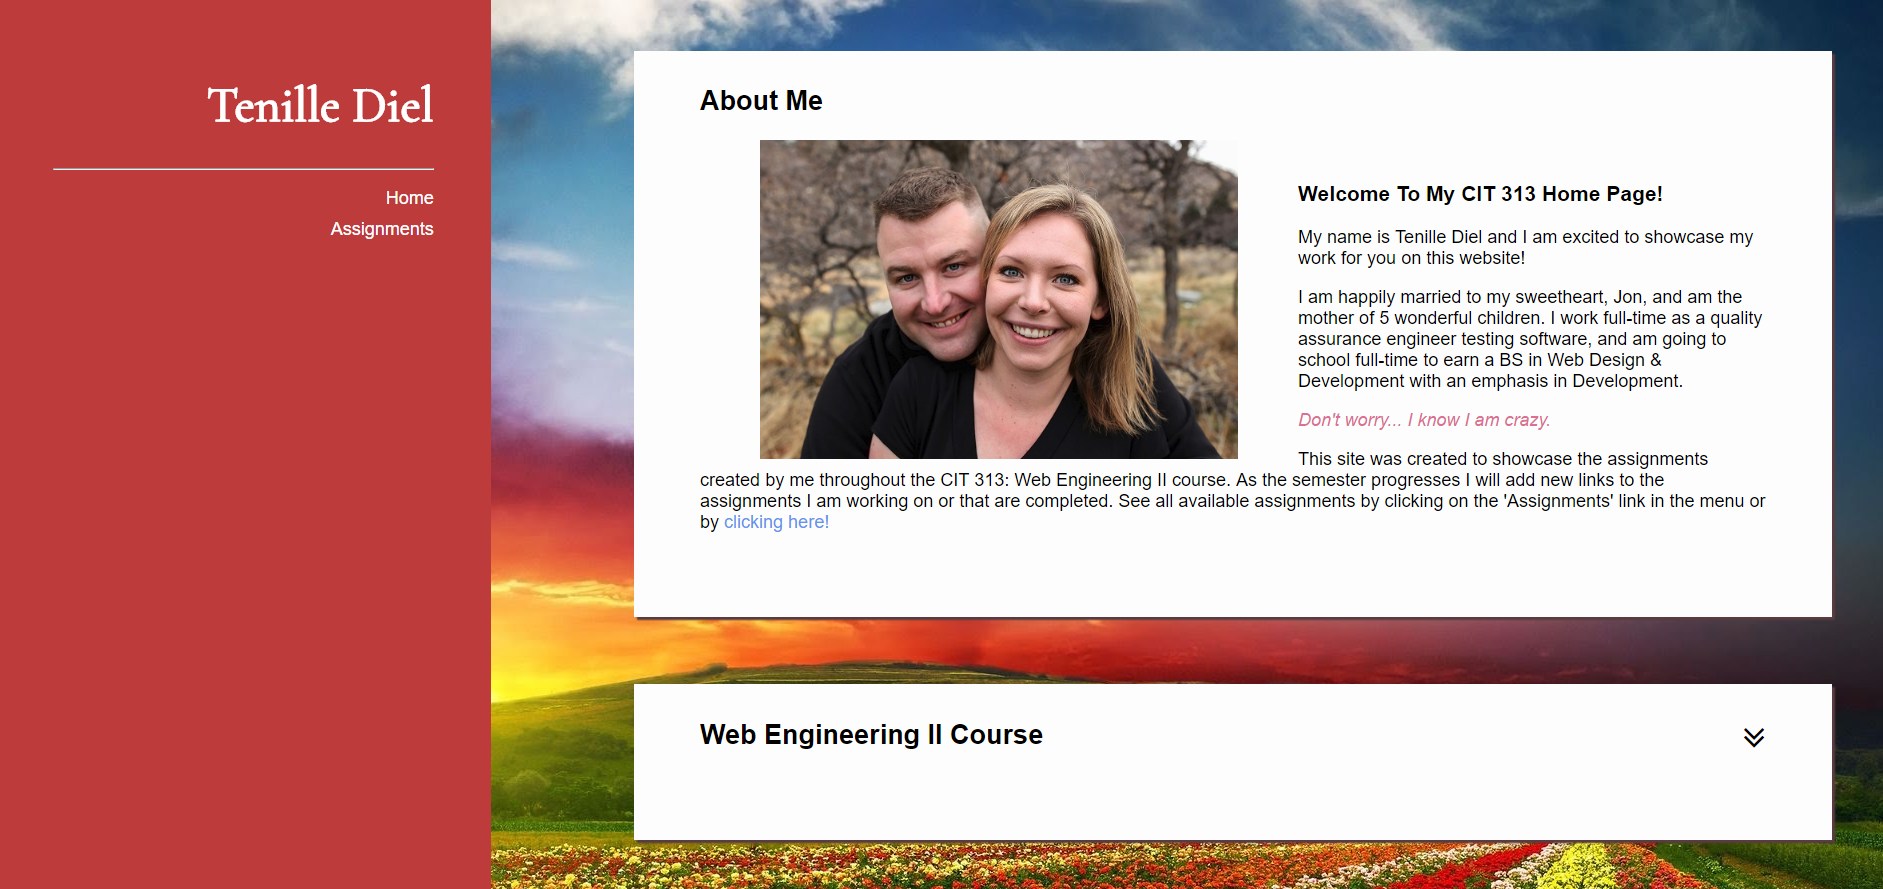 Tenille Diel
Home
Assignments
About Me
Welcome To My CIT 313 Home Page!
My name is Tenille Diel and I am excited to showcase my
work for you on this website!
I am happily married to my sweetheart, Jon, and am the
mother of 5 wonderful children. I work full-time as a quality
assurance engineer testing software, and am going to
school full-time to earn a BS in Web Design &
Development with an emphasis in Development.
Don't worry... I know I am crazy.
This site was created to showcase the assignments
created by me throughout the CIT 313: Web Engineering II course. As the semester progresses I will add new links to the
assignments I am working on or that are completed. See all available assignments by clicking on the 'Assignments' link in the menu or
by clicking here!
Web Engineering II Course